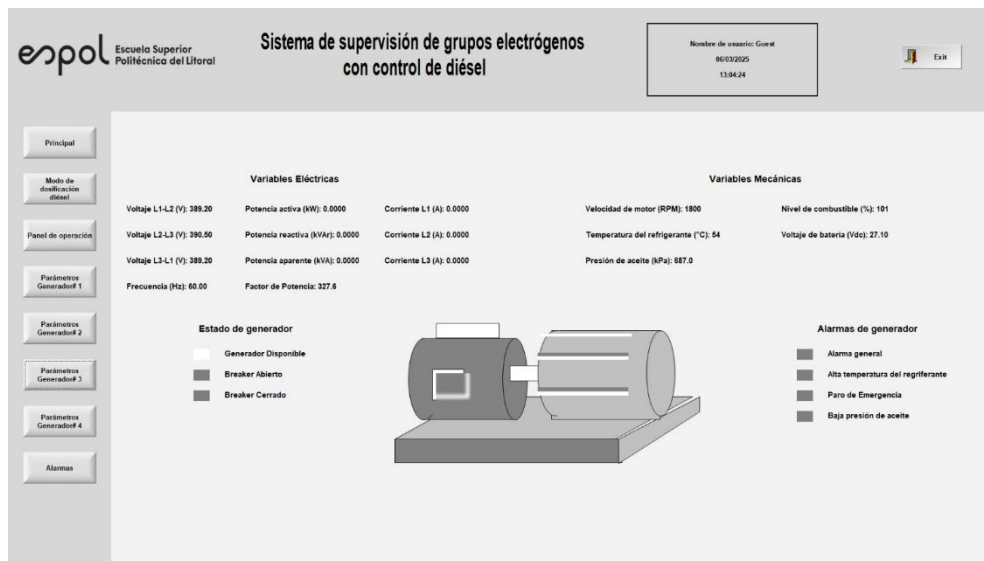 espol Escuela Superior
Politécnica del Litoral
Sistema de supervisión de grupos electrógenos
con control de diésel
Nombre de usuario: Guest
06/03/2025
13:04:24
Exit
Principal
Modo de
dosificación
diésel
Panel de operación
Parámetros
Generador# 1
Parámetros
Generador# 2
Parámetros
Generador# 3
Parámetros
Generador# 4
Alarmas
Variables Eléctricas
Voltaje L1-L2 (V): 389.20 Potencia activa (kW): 0.0000 Corriente L1 (A): 0.0000
Voltaje L2-L3 (V): 390.50 Potencia reactiva (kVAr): 0.0000 Corriente L2 (A): 0.0000
Voltaje L3-L1 (V): 389.20 Potencia aparente (kVA): 0.0000 Corriente L3 (A): 0.0000
Frecuencia (Hz): 60.00 Factor de Potencia: 327.6
Variables Mecánicas
Velocidad de motor (RPM): 1800 Nivel de combustible (%): 101
Temperatura del refrigerante (°C): 54 Voltaje de batería (Vdc): 27.10
Presión de aceite (kPa): 687.0
Estado de generador
Generador Disponible
Breaker Abierto
Breaker Cerrado
Alarmas de generador
Alarma general
Alta temperatura del regriferante
Paro de Emergencia
Baja presión de aceite